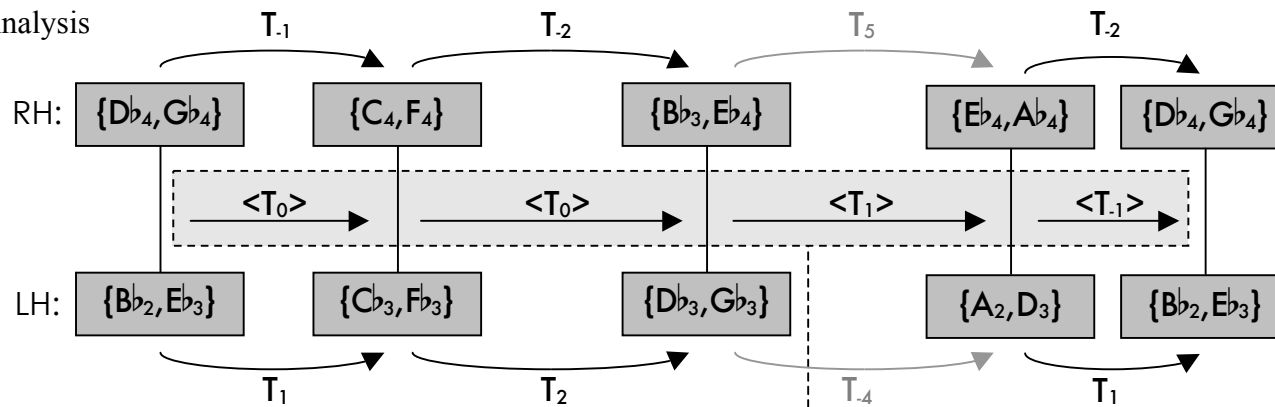 nalysis
T-1 T-2 T5 T-2
RH: {D♭4,G♭4} {C4,F4} {B♭3,E♭4} {E♭4,A♭4} {D♭4,G♭4}
<T0> <T0> <T1> <T-1>
LH: {B♭2,E♭3} {C♭3,F♭3} {D♭3,G♭3} {A2,D3} {B♭2,E♭3}
T1 T2 T-4 T1